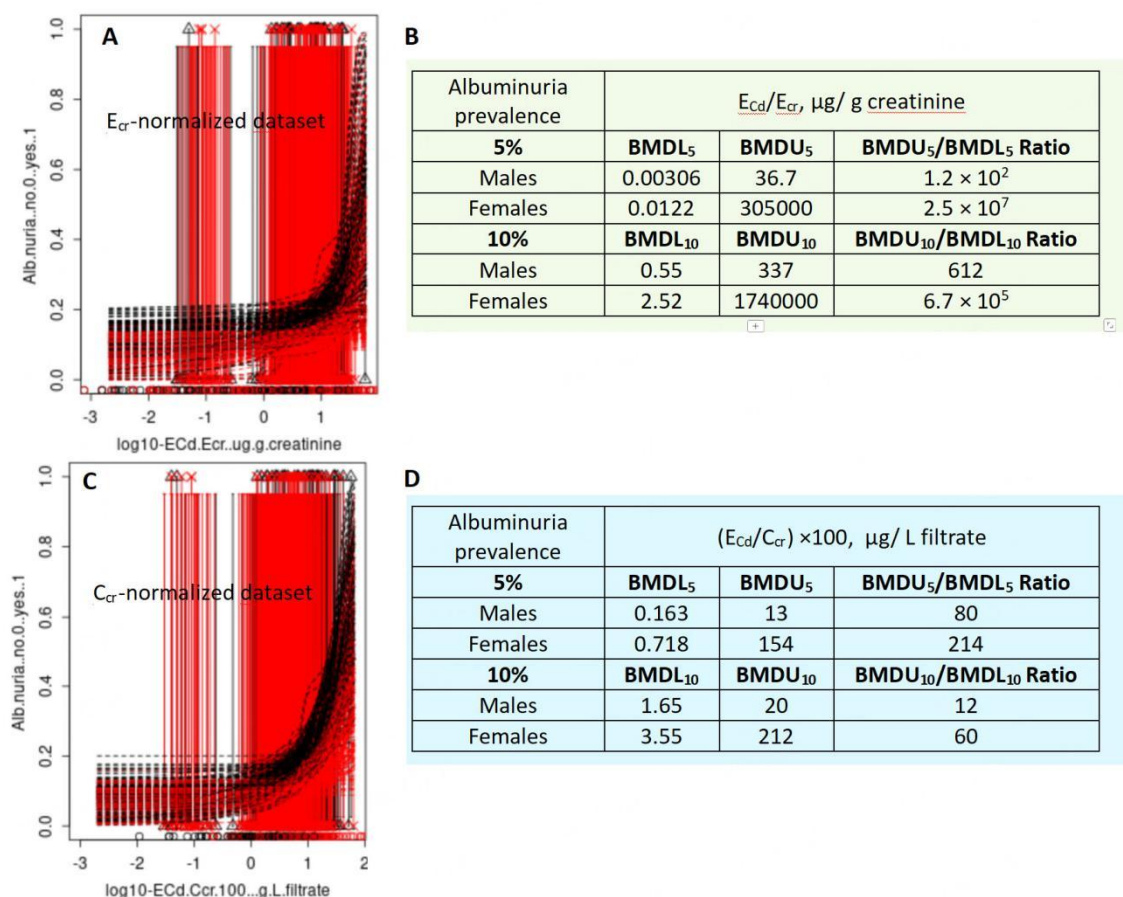 A
Ecr-normalized dataset
Alb.nuria..no.0..yes..1
1.0
0.8
0.6
0.4
0.2
0.0
-3 -2 -1 0 1
log10-ECd.Ecr..ug.g.creatinine
B
Albuminuria prevalence ECd/Ecr, µg/ g creatinine
5% BMDL5 BMDU5 BMDU5/BMDL5 Ratio
Males 0.00306 36.7 1.2 × 10²
Females 0.0122 305000 2.5 × 10⁷
10% BMDL10 BMDU10 BMDU10/BMDL10 Ratio
Males 0.55 337 612
Females 2.52 1740000 6.7 × 10⁵
C
Ccr-normalized dataset
Alb.nuria..no.0..yes..1
1.0
0.8
0.6
0.4
0.2
0.0
-3 -2 -1 0 1 2
log10-ECd.Ccr.100...g.L.filtrate
D
Albuminuria prevalence (ECd/Ccr) ×100, µg/ L filtrate
5% BMDL5 BMDU5 BMDU5/BMDL5 Ratio
Males 0.163 13 80
Females 0.718 154 214
10% BMDL10 BMDU10 BMDU10/BMDL10 Ratio
Males 1.65 20 12
Females 3.55 212 60